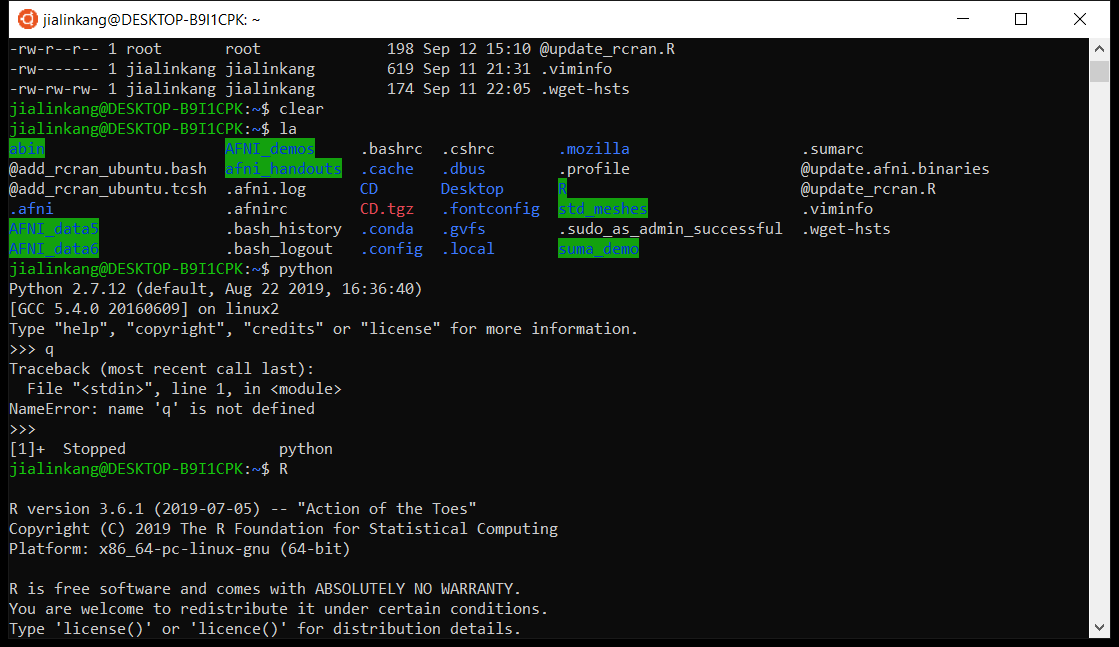 jialinkang@DESKTOP-B9I1CPK: ~
-rw-r--r-- 1 root       root              198 Sep 12 15:10 @update_rcran.R
-rw------- 1 jialinkang jialinkang        619 Sep 11 21:31 .viminfo
-rw-rw-rw- 1 jialinkang jialinkang        174 Sep 11 22:05 .wget-hsts
jialinkang@DESKTOP-B9I1CPK:~$ clear
jialinkang@DESKTOP-B9I1CPK:~$ la
abin                    AFNI_demos     .bashrc  .cshrc       .mozilla                   .sumarc
@add_rcran_ubuntu.bash  afni_handouts  .cache   .dbus        .profile                   @update.afni.binaries
@add_rcran_ubuntu.tcsh  .afni.log      CD       Desktop      R                          @update_rcran.R
.afni                   .afnirc        CD.tgz   .fontconfig  std_meshes                 .viminfo
AFNI_data5              .bash_history  .conda   .gvfs        .sudo_as_admin_successful  .wget-hsts
AFNI_data6              .bash_logout   .config  .local       suma_demo
jialinkang@DESKTOP-B9I1CPK:~$ python
Python 2.7.12 (default, Aug 22 2019, 16:36:40)
[GCC 5.4.0 20160609] on linux2
Type "help", "copyright", "credits" or "license" for more information.
>>> q
Traceback (most recent call last):
  File "<stdin>", line 1, in <module>
NameError: name 'q' is not defined
>>>
[1]+  Stopped                 python
jialinkang@DESKTOP-B9I1CPK:~$ R
R version 3.6.1 (2019-07-05) -- "Action of the Toes"
Copyright (C) 2019 The R Foundation for Statistical Computing
Platform: x86_64-pc-linux-gnu (64-bit)
R is free software and comes with ABSOLUTELY NO WARRANTY.
You are welcome to redistribute it under certain conditions.
Type 'license()' or 'licence()' for distribution details.